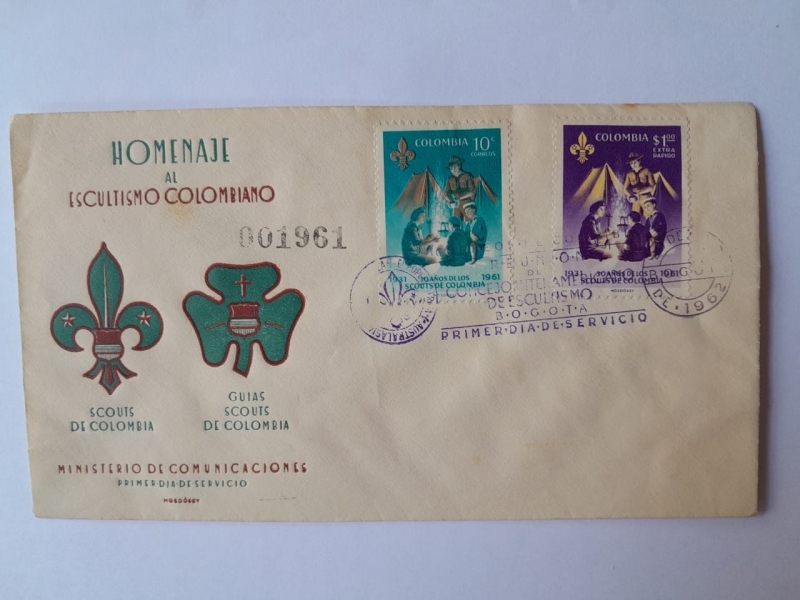 HOMENAJE
AL
ESCULTISMO COLOMBIANO
001961
SCOUTS
DE COLOMBIA
GUIAS
SCOUTS
DE COLOMBIA
MINISTERIO DE COMUNICACIONES
PRIMER·DIA·DE·SERVICIO
MOSDÓSSY
COLOMBIA 10c
CORREOS
1931 30 AÑOS DE LOS 1961
SCOUTS DE COLOMBIA
COLOMBIA $1.00
EXTRA
RAPIDO
1931 30 AÑOS DE LOS 1961
SCOUTS DE COLOMBIA
DE
DE ESCULTISMO
B·O·G·O·T·A
PRIMER·DIA·DE·SERVICIO
DE·1962